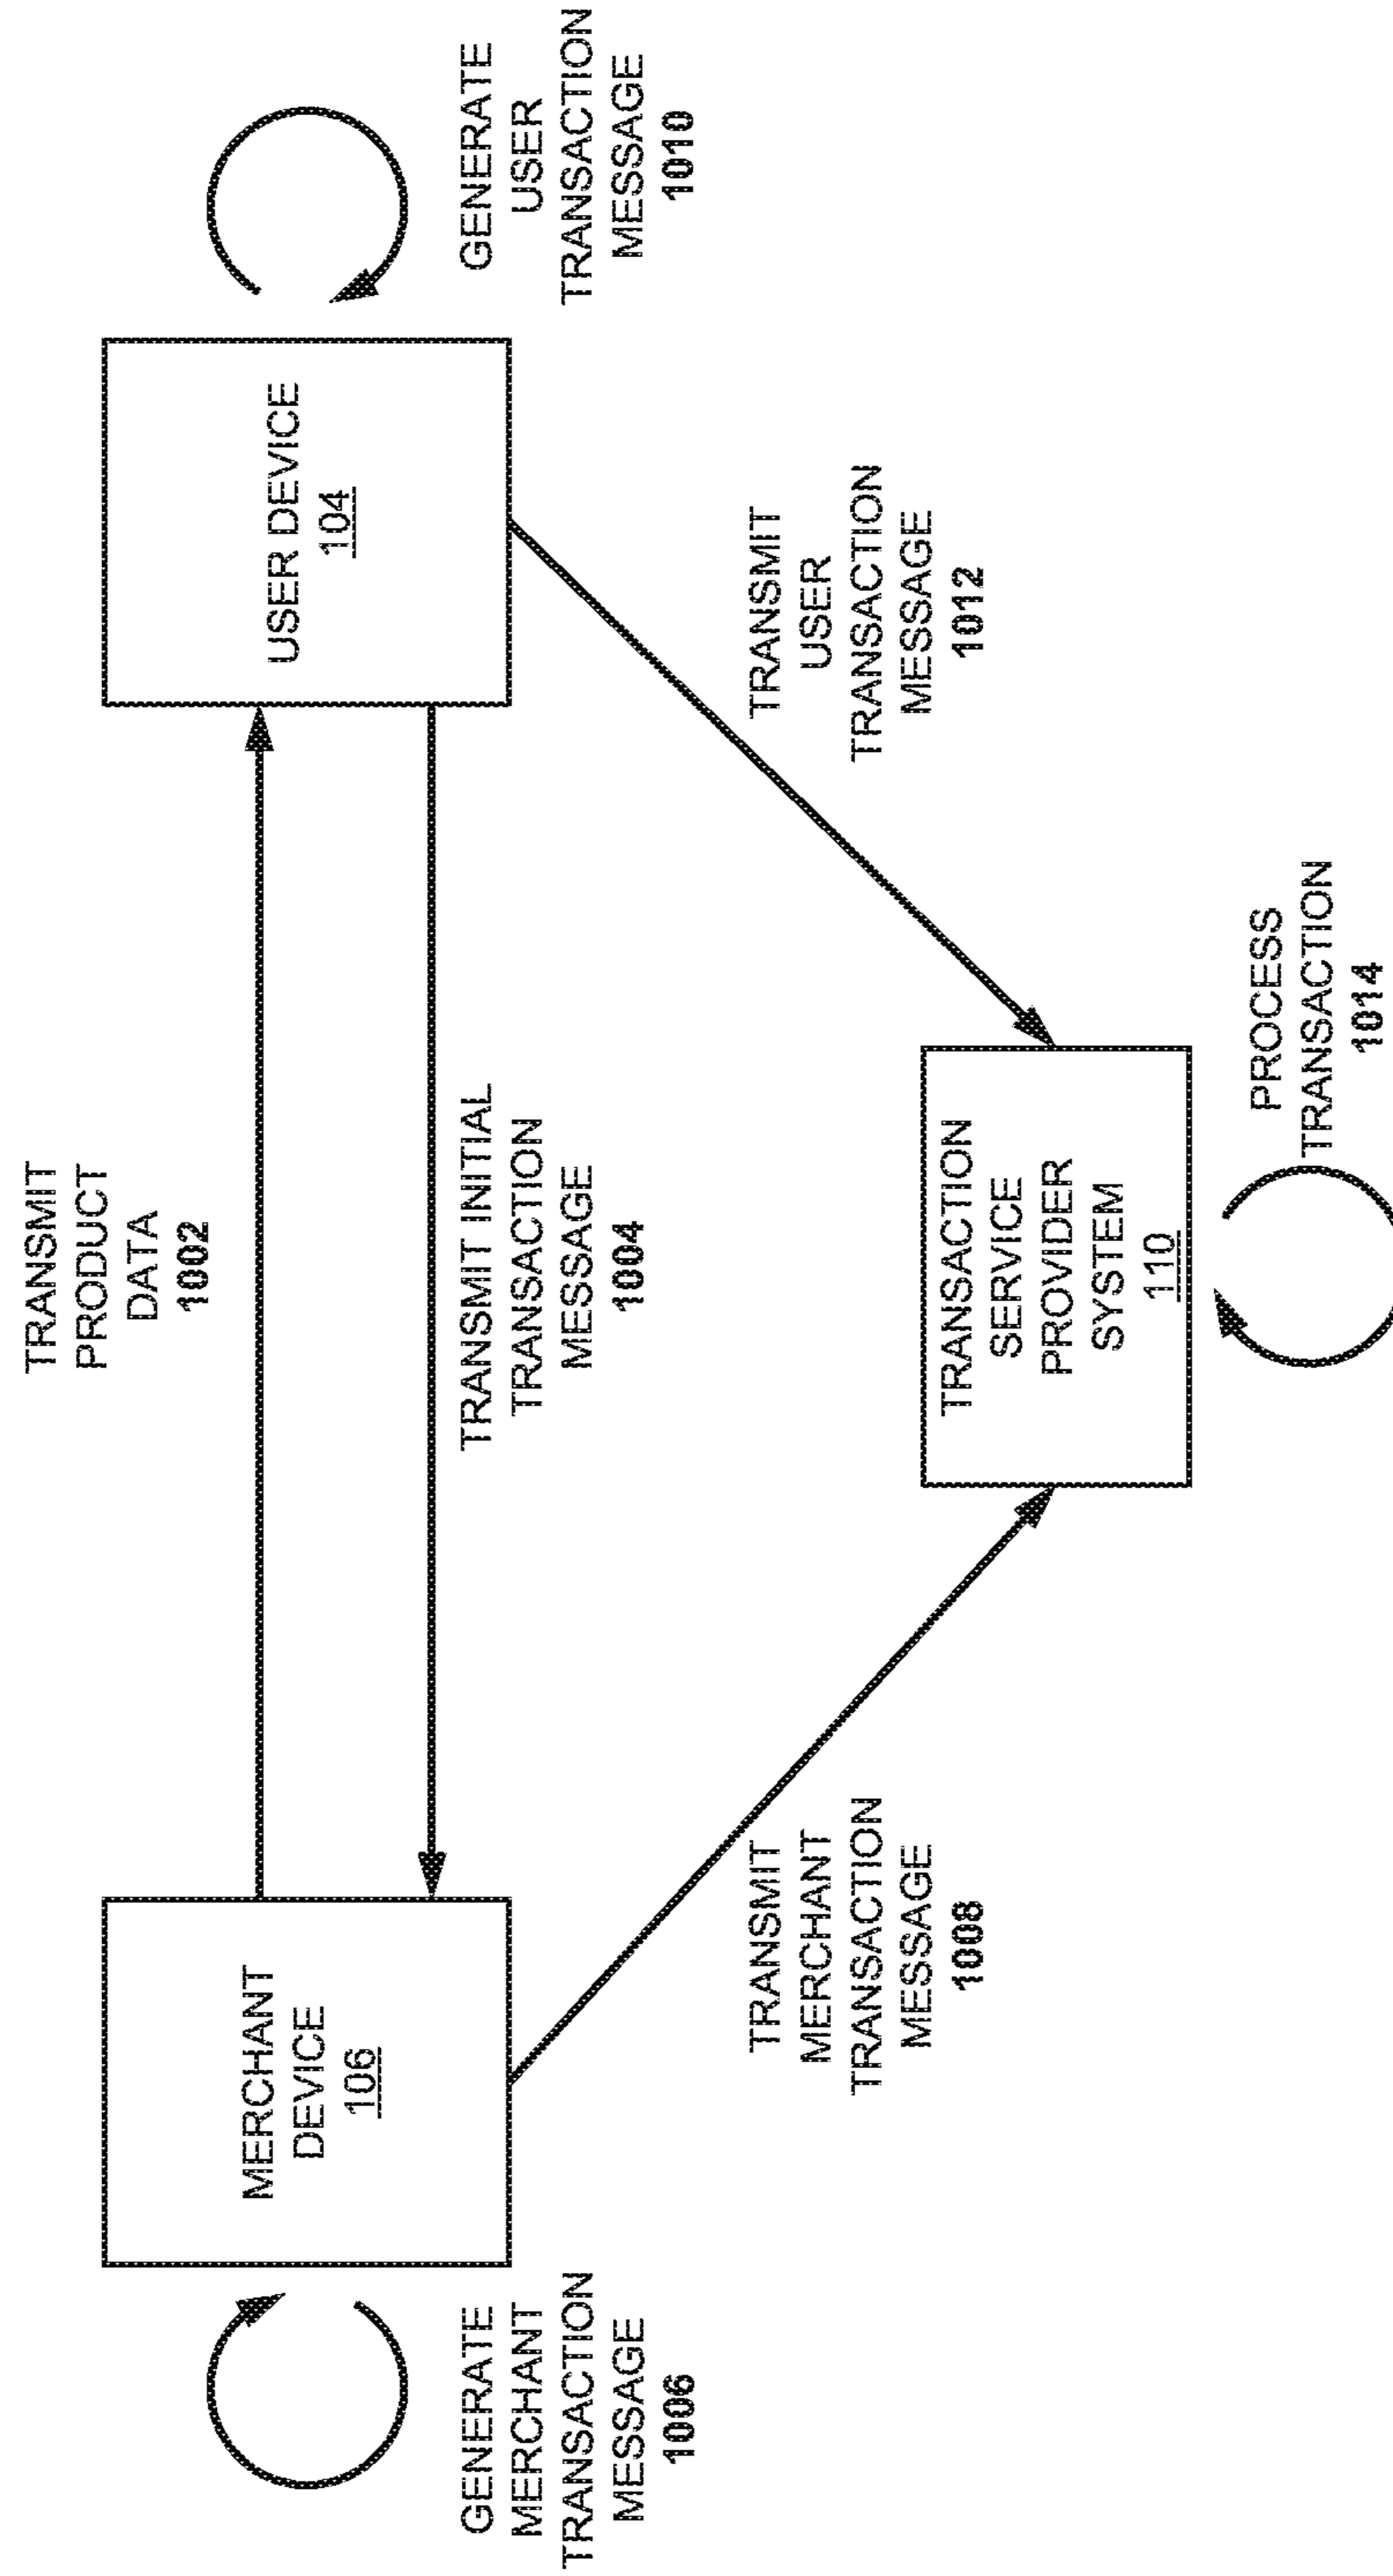 TRANSMIT
PRODUCT
DATA
1002
GENERATE
MERCHANT
TRANSACTION
MESSAGE
1006
MERCHANT
DEVICE
106
TRANSMIT INITIAL
TRANSACTION
MESSAGE
1004
USER DEVICE
104
GENERATE
USER
TRANSACTION
MESSAGE
1010
TRANSMIT
MERCHANT
TRANSACTION
MESSAGE
1008
TRANSMIT
USER
TRANSACTION
MESSAGE
1012
TRANSACTION
SERVICE
PROVIDER
SYSTEM
110
PROCESS
TRANSACTION
1014